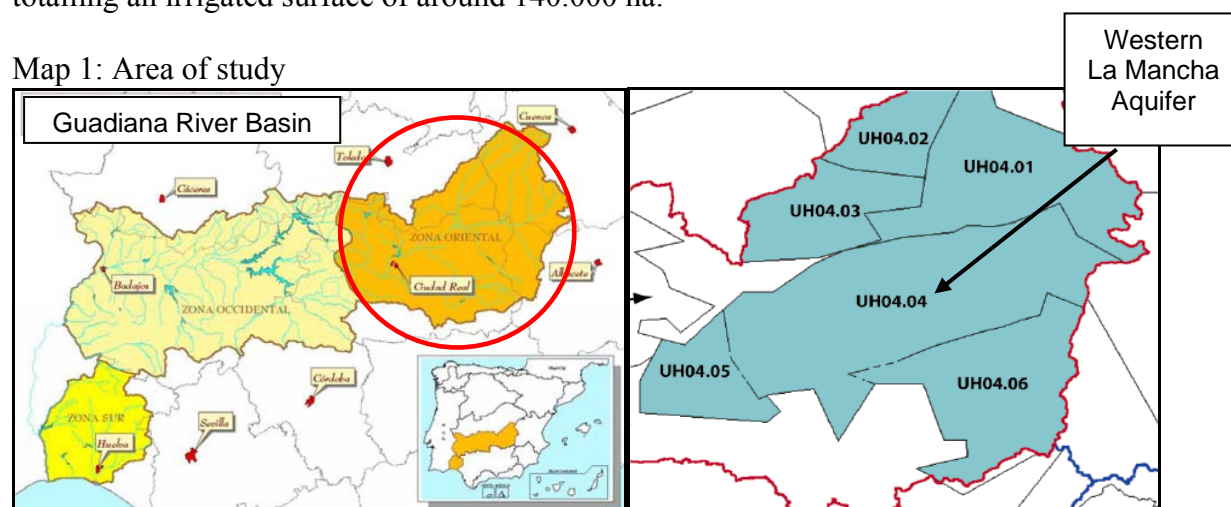 totalling an irrigated surface of around 140.000 ha.
Map 1: Area of study
Western
La Mancha
Aquifer
Guadiana River Basin
Cuenca
Toledo
Cáceres
ZONA ORIENTAL
Badajoz
Ciudad Real
Albacete
ZONA OCCIDENTAL
Córdoba
ZONA SUR
Sevilla
Huelva
UH04.02
UH04.01
UH04.03
UH04.04
UH04.05
UH04.06